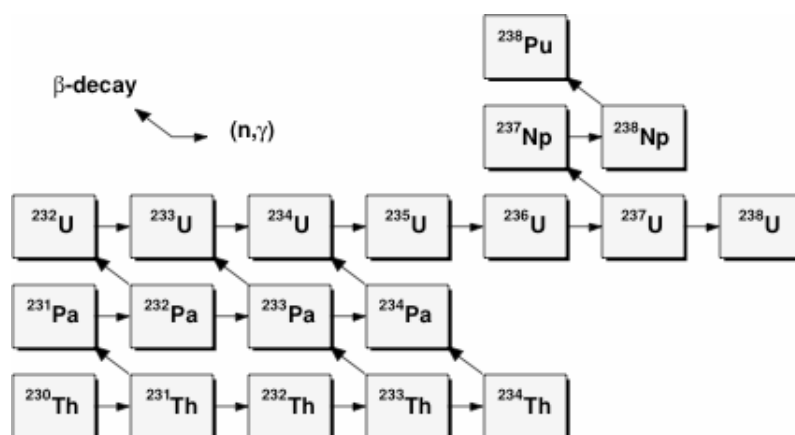 ²³⁸Pu
β-decay
(n,γ)
²³⁷Np ²³⁸Np
²³²U ²³³U ²³⁴U ²³⁵U ²³⁶U ²³⁷U ²³⁸U
²³¹Pa ²³²Pa ²³³Pa ²³⁴Pa
²³⁰Th ²³¹Th ²³²Th ²³³Th ²³⁴Th